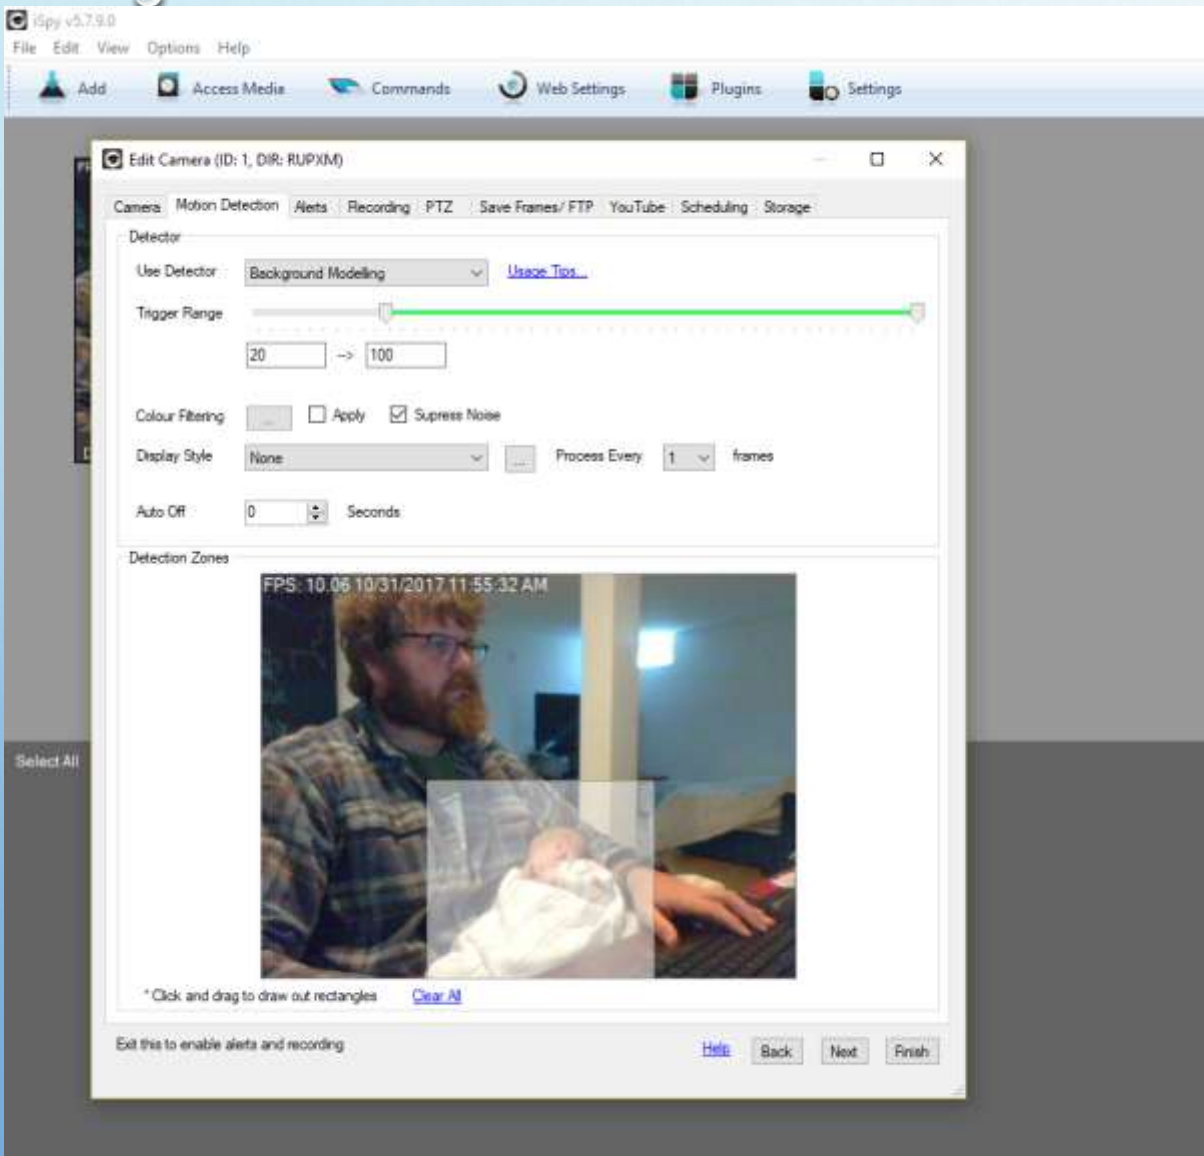 iSpy v5.7.9.0
File Edit View Options Help
Add Access Media Commands Web Settings Plugins Settings
Edit Camera (ID: 1, DIR: RUPXM)
Camera Motion Detection Alerts Recording PTZ Save Frames/ FTP YouTube Scheduling Storage
Detector
Use Detector Background Modelling Usage Tips...
Trigger Range
20 --> 100
Colour Filtering ... Apply Supress Noise
Display Style None ... Process Every 1 frames
Auto Off 0 Seconds
Detection Zones
FPS: 10.06 10/31/2017 11:55:32 AM
Select All
* Click and drag to draw out rectangles Clear All
Exit this to enable alerts and recording Help Back Next Finish